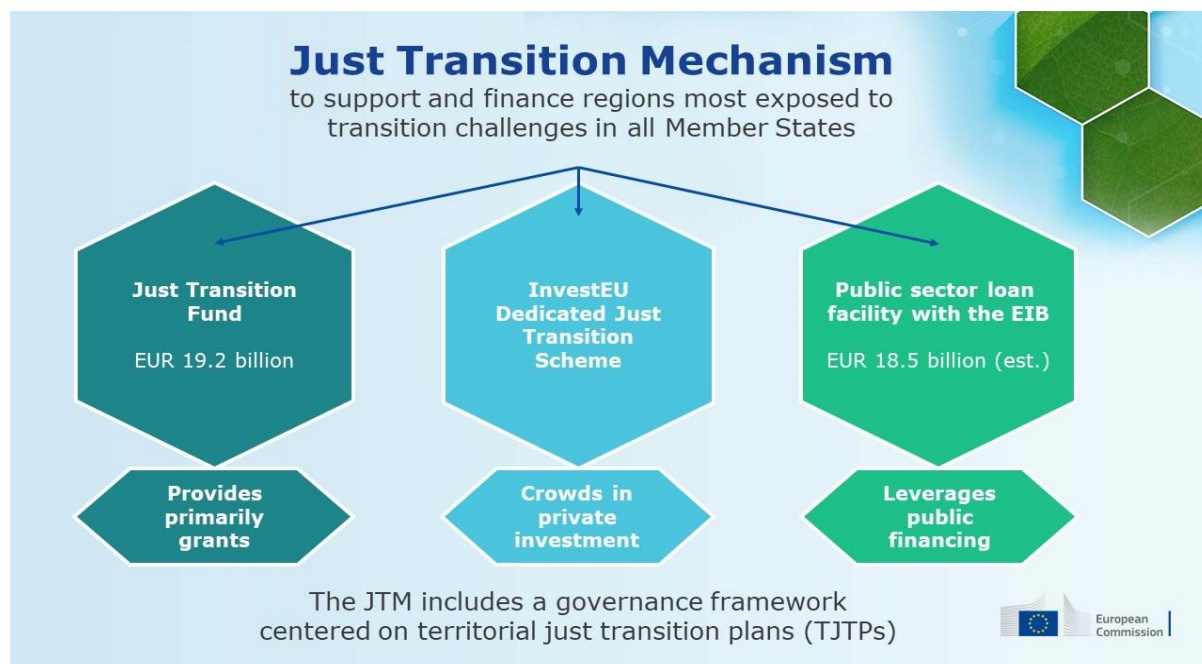 Just Transition Mechanism
to support and finance regions most exposed to
transition challenges in all Member States
Just Transition
Fund
EUR 19.2 billion
Provides
primarily
grants
InvestEU
Dedicated Just
Transition
Scheme
Crowds in
private
investment
Public sector loan
facility with the EIB
EUR 18.5 billion (est.)
Leverages
public
financing
The JTM includes a governance framework
centered on territorial just transition plans (TJTPs)
European
Commission